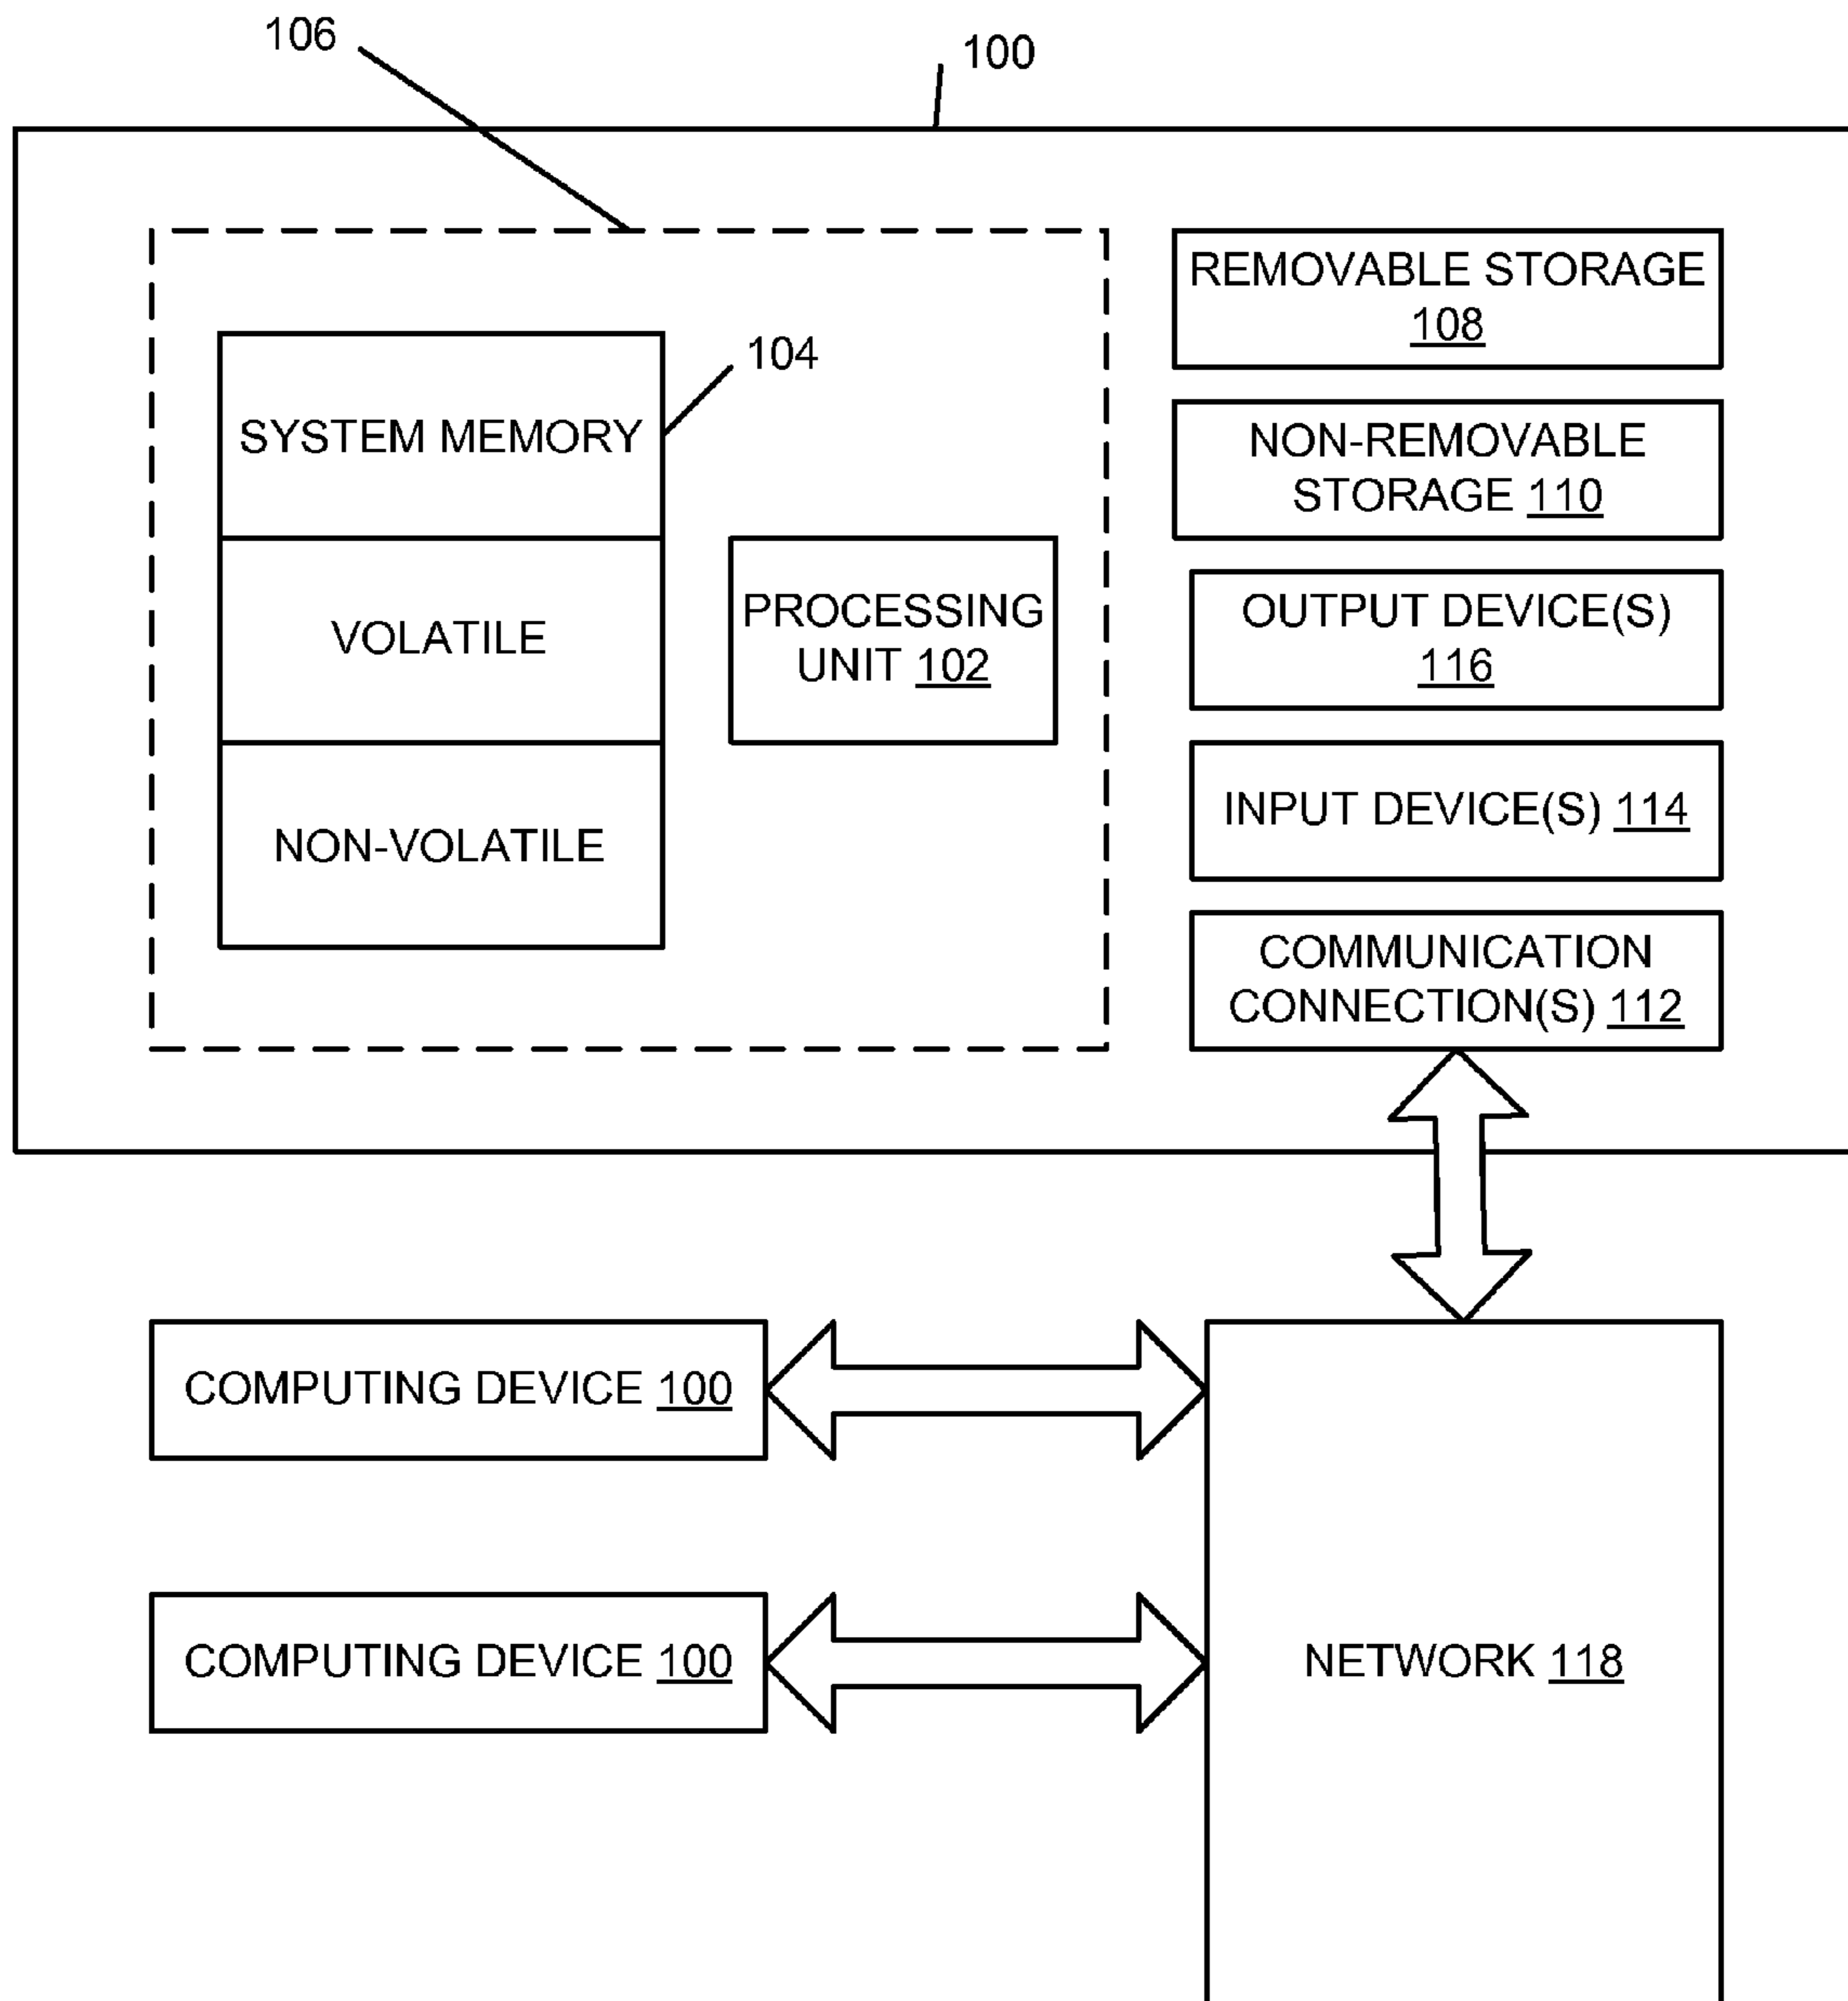 106
100
REMOVABLE STORAGE
108
104
SYSTEM MEMORY
NON-REMOVABLE
STORAGE 110
VOLATILE
PROCESSING
UNIT 102
OUTPUT DEVICE(S)
116
NON-VOLATILE
INPUT DEVICE(S) 114
COMMUNICATION
CONNECTION(S) 112
COMPUTING DEVICE 100
COMPUTING DEVICE 100
NETWORK 118